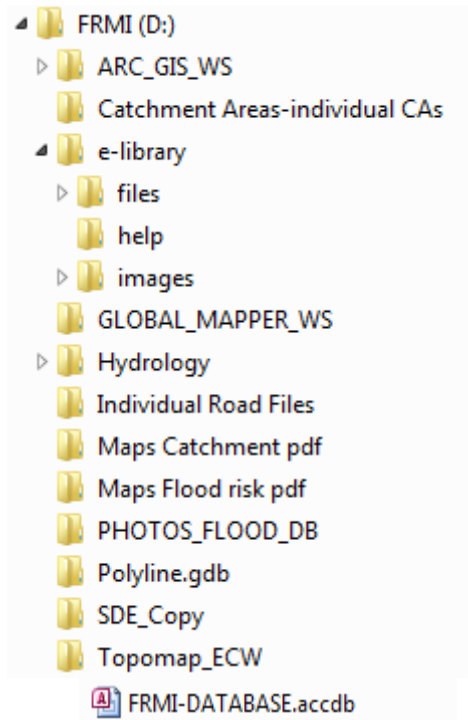 FRMI (D:)
ARC_GIS_WS
Catchment Areas-individual CAs
e-library
files
help
images
GLOBAL_MAPPER_WS
Hydrology
Individual Road Files
Maps Catchment pdf
Maps Flood risk pdf
PHOTOS_FLOOD_DB
Polyline.gdb
SDE_Copy
Topomap_ECW
FRMI-DATABASE.accdb